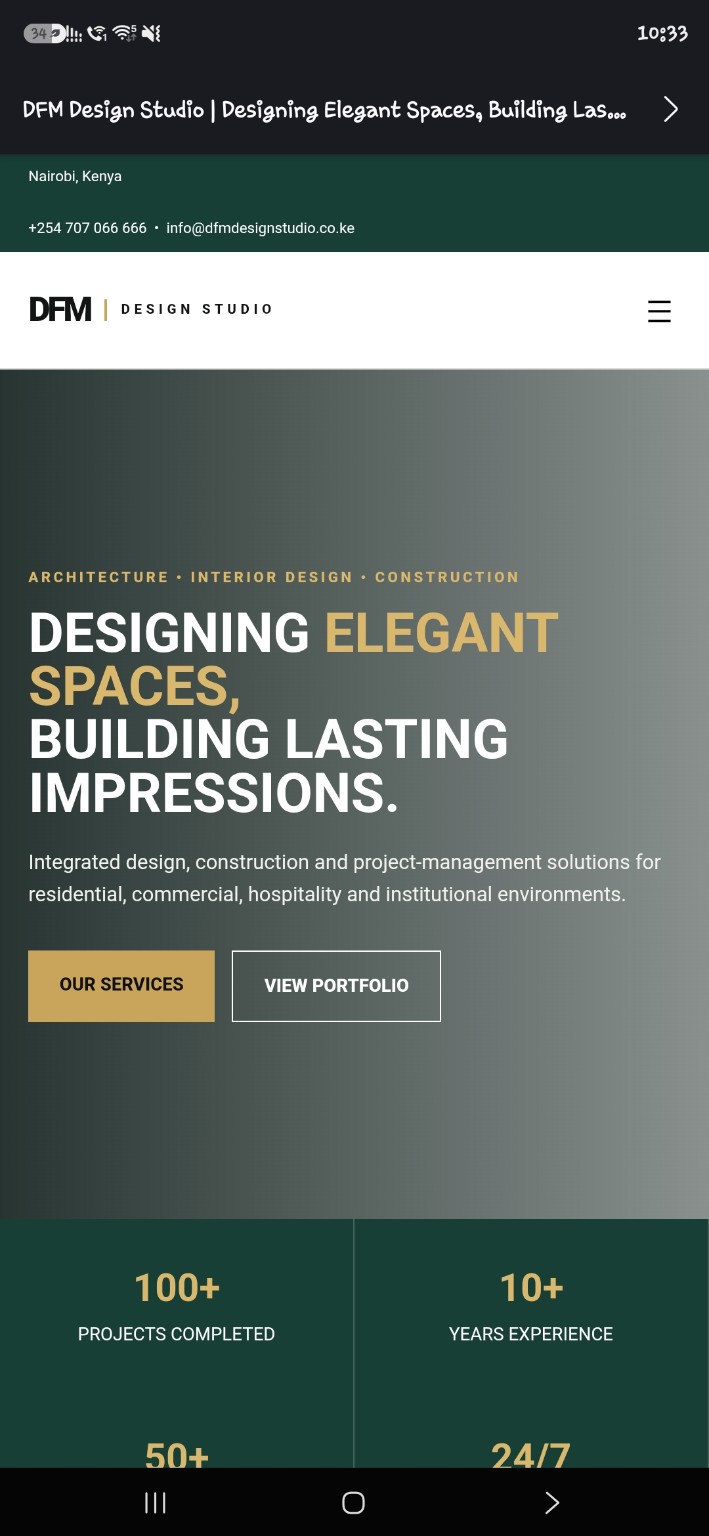 34
10:33
DFM Design Studio | Designing Elegant Spaces, Building Las...
Nairobi, Kenya
+254 707 066 666 • info@dfmdesignstudio.co.ke
DFM | DESIGN STUDIO
ARCHITECTURE • INTERIOR DESIGN • CONSTRUCTION
DESIGNING ELEGANT
SPACES,
BUILDING LASTING
IMPRESSIONS.
Integrated design, construction and project-management solutions for
residential, commercial, hospitality and institutional environments.
OUR SERVICES VIEW PORTFOLIO
100+ 10+
PROJECTS COMPLETED YEARS EXPERIENCE
50+ 24/7